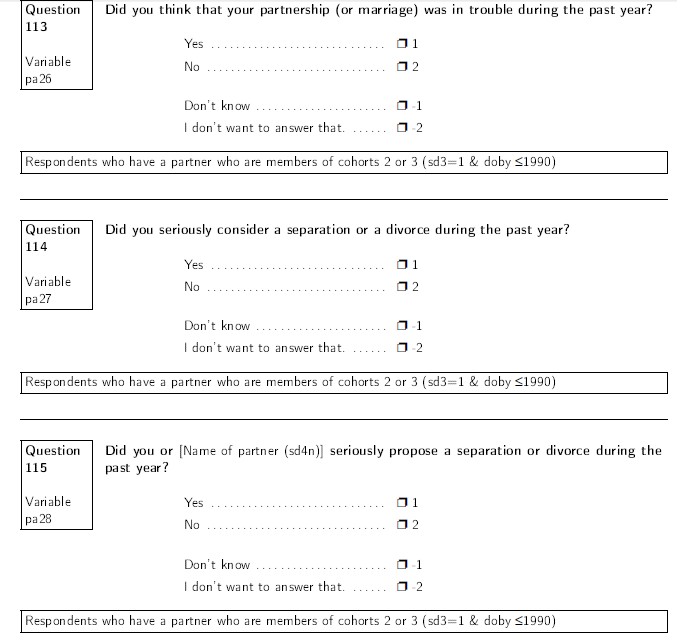 Question 113
Did you think that your partnership (or marriage) was in trouble during the past year?
Variable pa26
Yes .............................. 1
No .............................. 2
Don't know ...................... -1
I don't want to answer that. ...... -2
Respondents who have a partner who are members of cohorts 2 or 3 (sd3=1 & doby ≤1990)
Question 114
Did you seriously consider a separation or a divorce during the past year?
Variable pa27
Yes .............................. 1
No .............................. 2
Don't know ...................... -1
I don't want to answer that. ...... -2
Respondents who have a partner who are members of cohorts 2 or 3 (sd3=1 & doby ≤1990)
Question 115
Did you or [Name of partner (sd4n)] seriously propose a separation or divorce during the
past year?
Variable pa28
Yes .............................. 1
No .............................. 2
Don't know ...................... -1
I don't want to answer that. ...... -2
Respondents who have a partner who are members of cohorts 2 or 3 (sd3=1 & doby ≤1990)